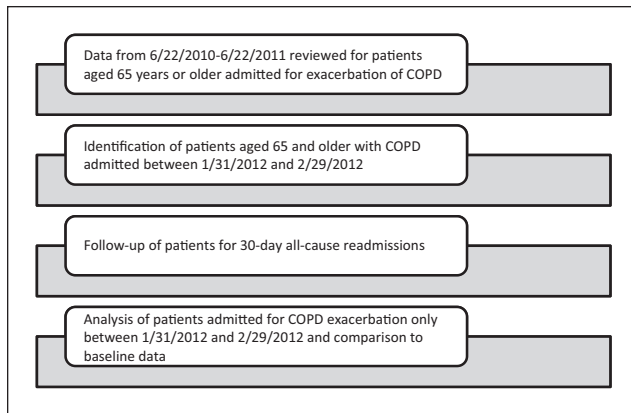 Data from 6/22/2010-6/22/2011 reviewed for patients
aged 65 years or older admitted for exacerbation of COPD
Identification of patients aged 65 and older with COPD
admitted between 1/31/2012 and 2/29/2012
Follow-up of patients for 30-day all-cause readmissions
Analysis of patients admitted for COPD exacerbation only
between 1/31/2012 and 2/29/2012 and comparison to
baseline data